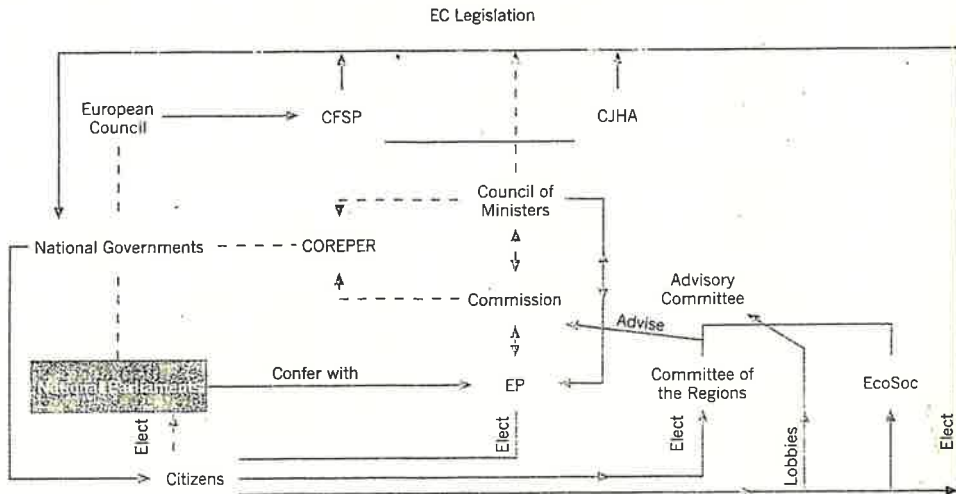 EC Legislation
European
Council
CFSP
CJHA
Council of
Ministers
National Governments
COREPER
Advisory
Committee
Commission
Advise
National Parliaments
Confer with
EP
Committee of
the Regions
EcoSoc
Elect
Elect
Elect
Lobbies
Elect
Citizens